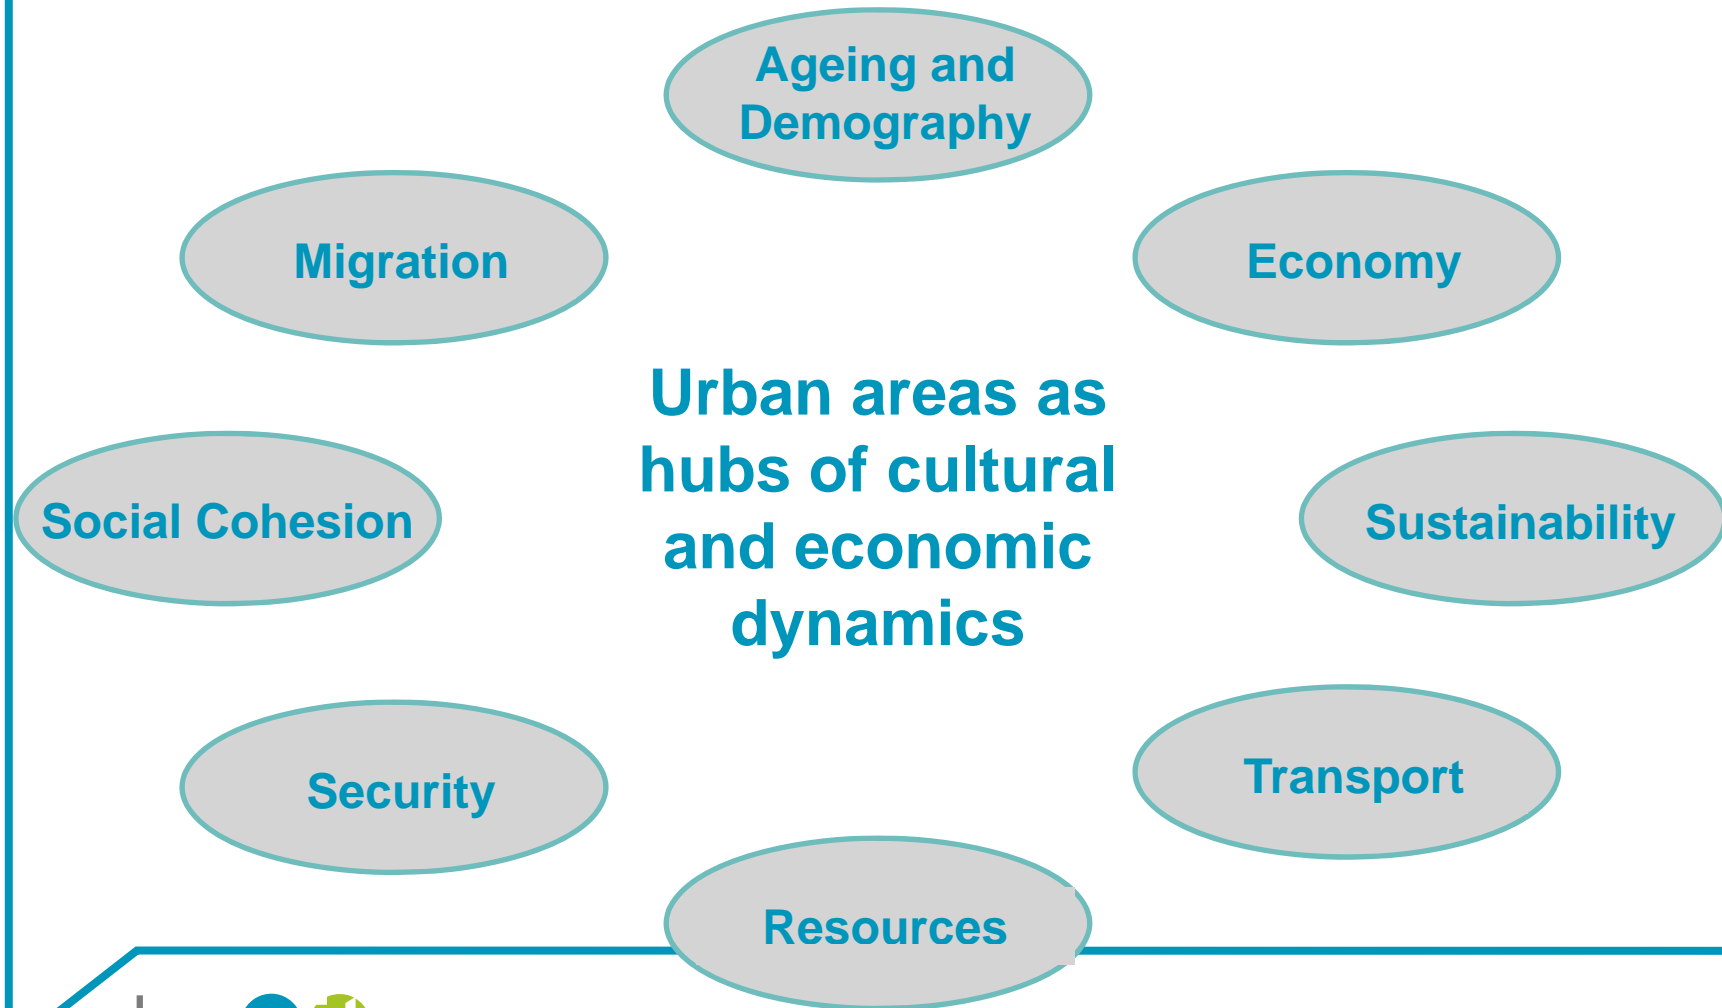 Ageing and
Demography
Migration
Economy
Urban areas as
hubs of cultural
and economic
dynamics
Social Cohesion
Sustainability
Security
Transport
Resources